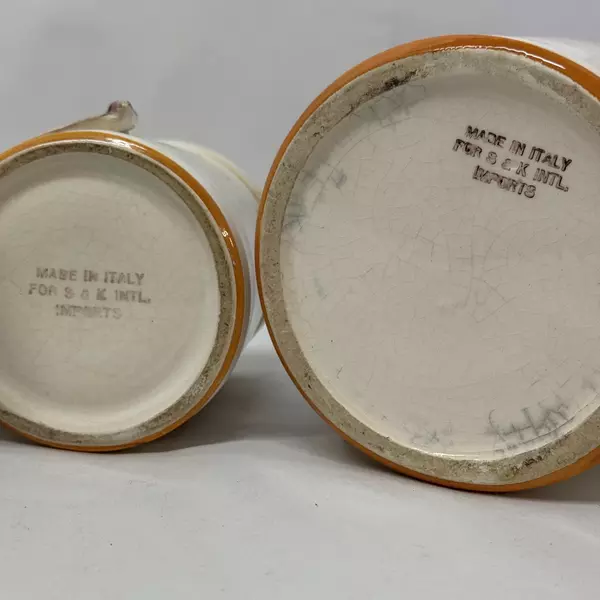 MADE IN ITALY
FOR S & K INTL.
IMPORTS
MADE IN ITALY
FOR S & K INTL.
IMPORTS